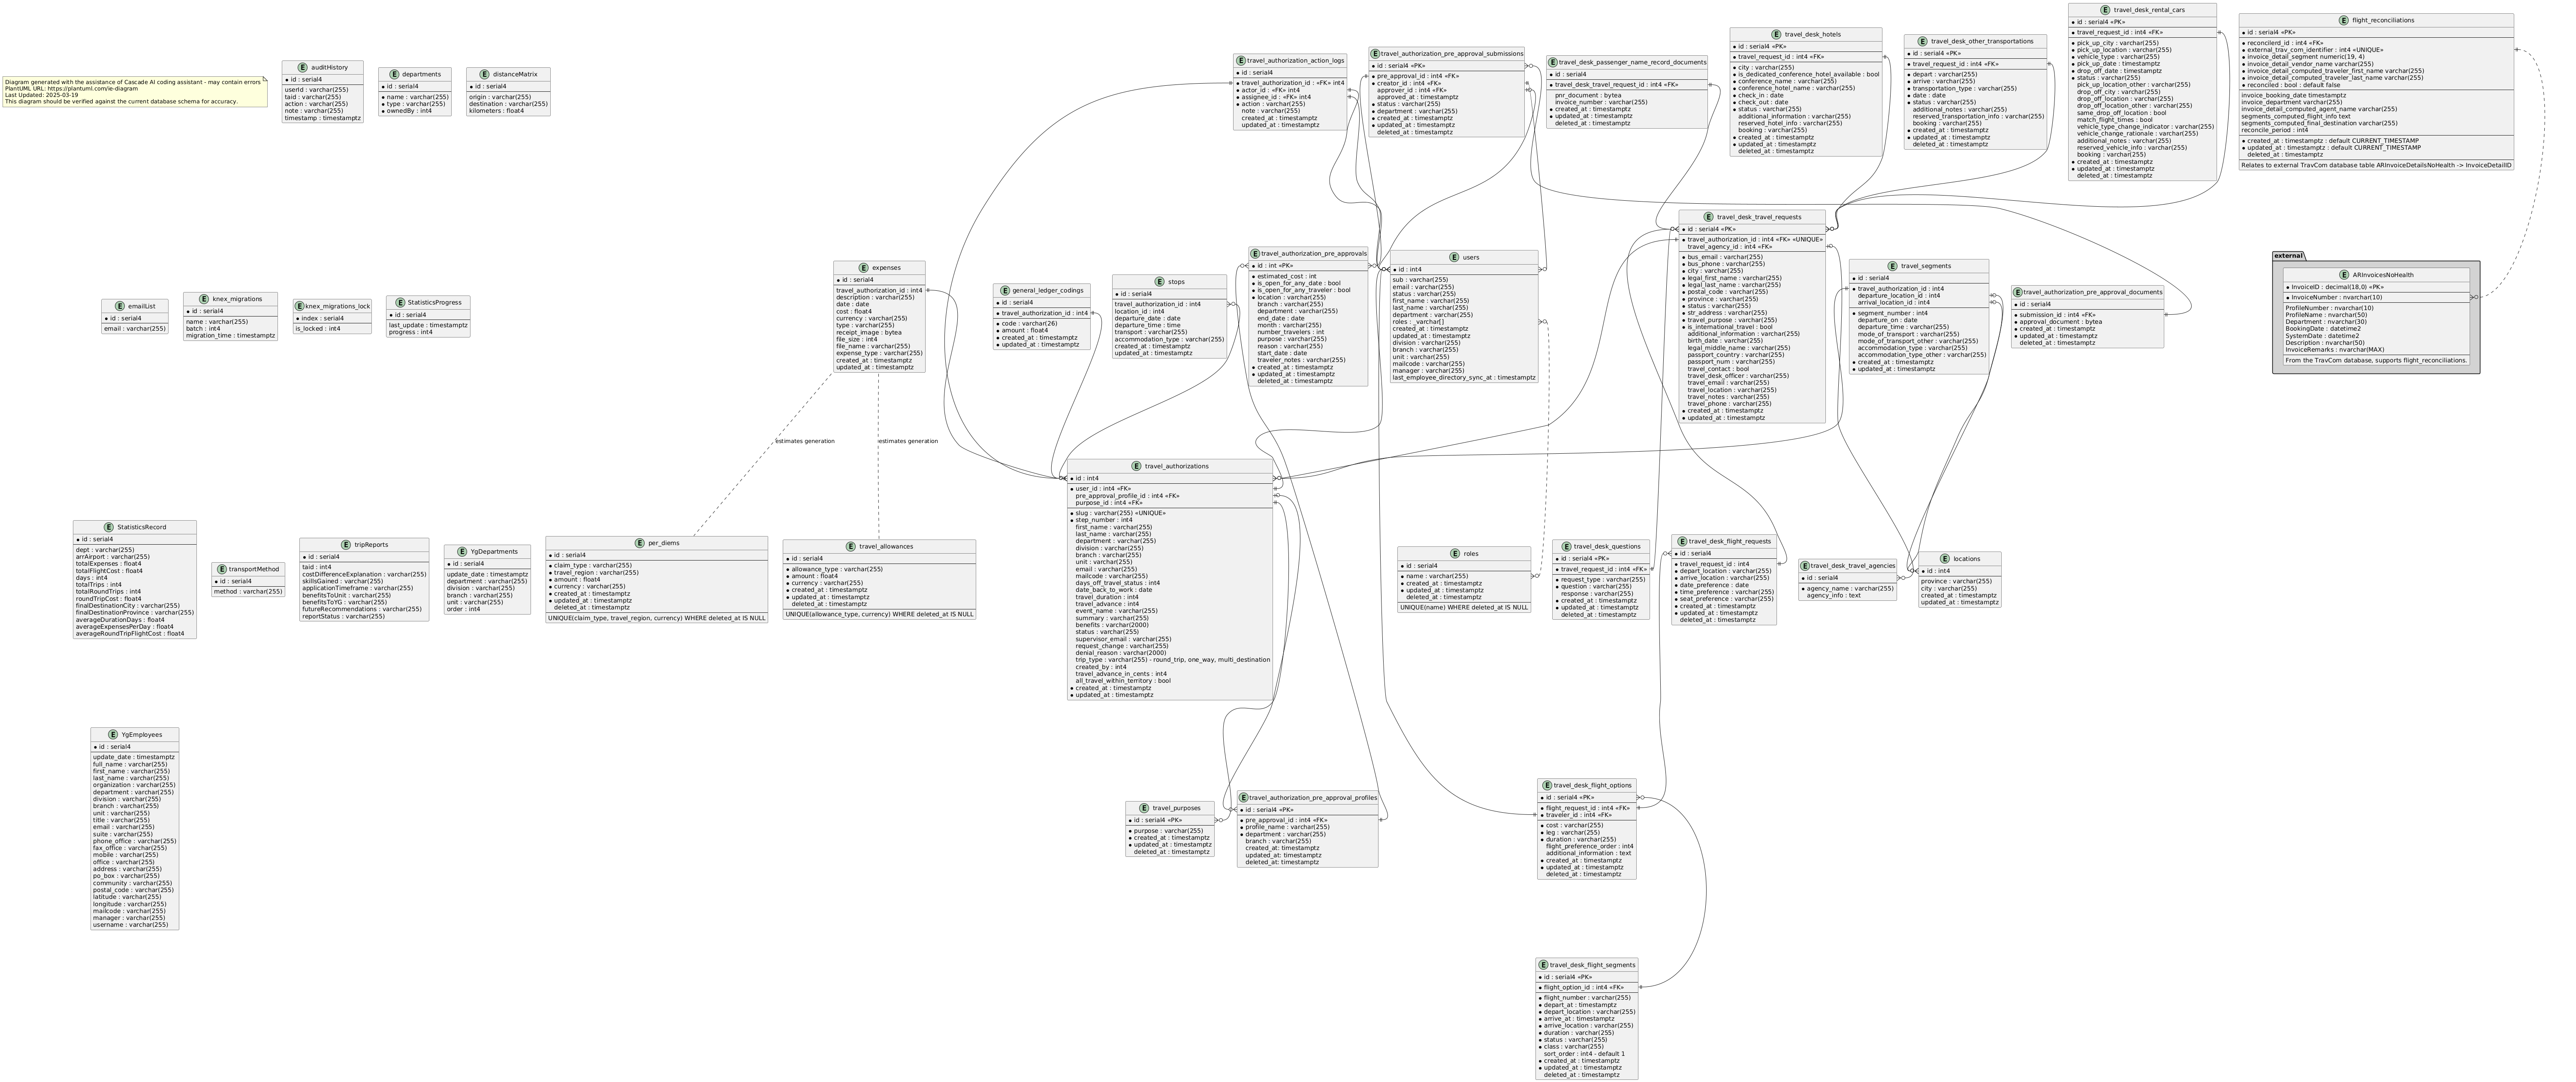 Diagram generated with the assistance of Cascade AI coding assistant - may contain errors
PlantUML URL: https://plantuml.com/ie-diagram
Last Updated: 2025-03-19
This diagram should be verified against the current database schema for accuracy.
E auditHistory
id : serial4
userId : varchar(255)
taid : varchar(255)
action : varchar(255)
note : varchar(255)
timestamp : timestamptz
E departments
id : serial4
name : varchar(255)
type : varchar(255)
ownedBy : int4
E distanceMatrix
id : serial4
origin : varchar(255)
destination : varchar(255)
kilometers : float4
E travel_authorization_action_logs
id : serial4
travel_authorization_id : <<FK>> int4
actor_id : <<FK>> int4
assignee_id : <<FK>> int4
action : varchar(255)
note : varchar(255)
created_at : timestamptz
updated_at : timestamptz
E travel_authorization_pre_approval_submissions
id : serial4 «PK»
pre_approval_id : int4 «FK»
creator_id : int4 «FK»
approver_id : int4 «FK»
approved_at : timestamptz
status : varchar(255)
department : varchar(255)
created_at : timestamptz
updated_at : timestamptz
deleted_at : timestamptz
E travel_desk_passenger_name_record_documents
id : serial4
travel_desk_travel_request_id : int4 «FK»
pnr_document : bytea
invoice_number : varchar(255)
created_at : timestamptz
updated_at : timestamptz
deleted_at : timestamptz
E travel_desk_hotels
id : serial4 «PK»
travel_request_id : int4 «FK»
city : varchar(255)
is_dedicated_conference_hotel_available : bool
conference_name : varchar(255)
conference_hotel_name : varchar(255)
check_in : date
check_out : date
status : varchar(255)
additional_information : varchar(255)
reserved_hotel_info : varchar(255)
booking : varchar(255)
created_at : timestamptz
updated_at : timestamptz
deleted_at : timestamptz
E travel_desk_other_transportations
id : serial4 «PK»
travel_request_id : int4 «FK»
depart : varchar(255)
arrive : varchar(255)
transportation_type : varchar(255)
date : date
status : varchar(255)
additional_notes : varchar(255)
reserved_transportation_info : varchar(255)
booking : varchar(255)
created_at : timestamptz
updated_at : timestamptz
deleted_at : timestamptz
E travel_desk_rental_cars
id : serial4 «PK»
travel_request_id : int4 «FK»
pick_up_city : varchar(255)
pick_up_location : varchar(255)
vehicle_type : varchar(255)
pick_up_date : timestamptz
drop_off_date : timestamptz
status : varchar(255)
pick_up_location_other : varchar(255)
drop_off_city : varchar(255)
drop_off_location : varchar(255)
drop_off_location_other : varchar(255)
same_drop_off_location : bool
match_flight_times : bool
vehicle_type_change_indicator : varchar(255)
vehicle_change_rationale : varchar(255)
additional_notes : varchar(255)
reserved_vehicle_info : varchar(255)
booking : varchar(255)
created_at : timestamptz
updated_at : timestamptz
deleted_at : timestamptz
E flight_reconciliations
id : serial4 «PK»
reconcilerd_id : int4 «FK»
external_trav_com_identifier : int4 «UNIQUE»
invoice_detail_segment numeric(19, 4)
invoice_detail_vendor_name varchar(255)
invoice_detail_computed_traveler_first_name varchar(255)
invoice_detail_computed_traveler_last_name varchar(255)
reconciled : bool : default false
invoice_booking_date timestamptz
invoice_department varchar(255)
invoice_detail_computed_agent_name varchar(255)
segments_computed_flight_info text
segments_computed_final_destination varchar(255)
reconcile_period : int4
created_at : timestamptz : default CURRENT_TIMESTAMP
updated_at : timestamptz : default CURRENT_TIMESTAMP
deleted_at : timestamptz
Relates to external TravCom database table ARInvoiceDetailsNoHealth -> InvoiceDetailID
E emailList
id : serial4
email : varchar(255)
E knex_migrations
id : serial4
name : varchar(255)
batch : int4
migration_time : timestamptz
E knex_migrations_lock
index : serial4
is_locked : int4
E StatisticsProgress
id : serial4
last_update : timestamptz
progress : int4
E expenses
id : serial4
travel_authorization_id : int4
description : varchar(255)
date : date
cost : float4
currency : varchar(255)
type : varchar(255)
receipt_image : bytea
file_size : int4
file_name : varchar(255)
expense_type : varchar(255)
created_at : timestamptz
updated_at : timestamptz
E general_ledger_codings
id : serial4
travel_authorization_id : int4
code : varchar(26)
amount : float4
created_at : timestamptz
updated_at : timestamptz
E stops
id : serial4
travel_authorization_id : int4
location_id : int4
departure_date : date
departure_time : time
transport : varchar(255)
accommodation_type : varchar(255)
created_at : timestamptz
updated_at : timestamptz
E travel_authorization_pre_approvals
id : int <<PK>
estimated_cost : int
is_open_for_any_date : bool
is_open_for_any_traveler : bool
location : varchar(255)
branch : varchar(255)
department : varchar(255)
end_date : date
month : varchar(255)
number_travelers : int
purpose : varchar(255)
reason : varchar(255)
start_date : date
traveler_notes : varchar(255)
created_at : timestamptz
updated_at : timestamptz
deleted_at : timestamptz
E users
id : int4
sub : varchar(255)
email : varchar(255)
status : varchar(255)
first_name : varchar(255)
last_name : varchar(255)
department : varchar(255)
roles : _varchar[]
created_at : timestamptz
updated_at : timestamptz
division : varchar(255)
branch : varchar(255)
unit : varchar(255)
mailcode : varchar(255)
manager : varchar(255)
last_employee_directory_sync_at : timestamptz
E travel_desk_travel_requests
id : serial4 «PK»
travel_authorization_id : int4 «FK» «UNIQUE»
travel_agency_id : int4 «FK»
bus_email : varchar(255)
bus_phone : varchar(255)
city : varchar(255)
legal_first_name : varchar(255)
legal_last_name : varchar(255)
postal_code : varchar(255)
province : varchar(255)
status : varchar(255)
str_address : varchar(255)
travel_purpose : varchar(255)
is_international_travel : bool
additional_information : varchar(255)
birth_date : varchar(255)
legal_middle_name : varchar(255)
passport_country : varchar(255)
passport_num : varchar(255)
travel_contact : bool
travel_desk_officer : varchar(255)
travel_email : varchar(255)
travel_location : varchar(255)
travel_notes : varchar(255)
travel_phone : varchar(255)
created_at : timestamptz
updated_at : timestamptz
E travel_segments
id : serial4
travel_authorization_id : int4
departure_location_id : int4
arrival_location_id : int4
segment_number : int4
departure_on : date
departure_time : varchar(255)
mode_of_transport : varchar(255)
mode_of_transport_other : varchar(255)
accommodation_type : varchar(255)
accommodation_type_other : varchar(255)
created_at : timestamptz
updated_at : timestamptz
E travel_authorization_pre_approval_documents
id : serial4
submission_id : int4 «FK»
approval_document : bytea
created_at : timestamptz
updated_at : timestamptz
deleted_at : timestamptz
external
E ARInvoicesNoHealth
InvoiceID : decimal(18,0) «PK»
InvoiceNumber : nvarchar(10)
ProfileNumber : nvarchar(10)
ProfileName : nvarchar(50)
Department : nvarchar(30)
BookingDate : datetime2
SystemDate : datetime2
Description : nvarchar(50)
InvoiceRemarks : nvarchar(MAX)
From the TravCom database, supports flight_reconciliations.
estimates generation
estimates generation
E travel_authorizations
id : int4
user_id : int4 «FK»
pre_approval_profile_id : int4 «FK»
purpose_id : int4 «FK»
slug : varchar(255) «UNIQUE»
step_number : int4
first_name : varchar(255)
last_name : varchar(255)
department : varchar(255)
division : varchar(255)
branch : varchar(255)
unit : varchar(255)
email : varchar(255)
mailcode : varchar(255)
days_off_travel_status : int4
date_back_to_work : date
travel_duration : int4
travel_advance : int4
event_name : varchar(255)
summary : varchar(255)
benefits : varchar(2000)
status : varchar(255)
supervisor_email : varchar(255)
request_change : varchar(255)
denial_reason : varchar(2000)
trip_type : varchar(255) - round_trip, one_way, multi_destination
created_by : int4
travel_advance_in_cents : int4
all_travel_within_territory : bool
created_at : timestamptz
updated_at : timestamptz
E StatisticsRecord
id : serial4
dept : varchar(255)
arrAirport : varchar(255)
totalExpenses : float4
totalFlightCost : float4
days : int4
totalTrips : int4
totalRoundTrips : int4
roundTripCost : float4
finalDestinationCity : varchar(255)
finalDestinationProvince : varchar(255)
averageDurationDays : float4
averageExpensesPerDay : float4
averageRoundTripFlightCost : float4
E transportMethod
id : serial4
method : varchar(255)
E tripReports
id : serial4
taid : int4
costDifferenceExplanation : varchar(255)
skillsGained : varchar(255)
applicationTimeframe : varchar(255)
benefitsToUnit : varchar(255)
benefitsToYG : varchar(255)
futureRecommendations : varchar(255)
reportStatus : varchar(255)
E YgDepartments
id : serial4
update_date : timestamptz
department : varchar(255)
division : varchar(255)
branch : varchar(255)
unit : varchar(255)
order : int4
E per_diems
id : serial4
claim_type : varchar(255)
travel_region : varchar(255)
amount : float4
currency : varchar(255)
created_at : timestamptz
updated_at : timestamptz
deleted_at : timestamptz
UNIQUE(claim_type, travel_region, currency) WHERE deleted_at IS NULL
E travel_allowances
id : serial4
allowance_type : varchar(255)
amount : float4
currency : varchar(255)
created_at : timestamptz
updated_at : timestamptz
deleted_at : timestamptz
UNIQUE(allowance_type, currency) WHERE deleted_at IS NULL
E roles
id : serial4
name : varchar(255)
created_at : timestamptz
updated_at : timestamptz
deleted_at : timestamptz
UNIQUE(name) WHERE deleted_at IS NULL
E travel_desk_questions
id : serial4 «PK»
travel_request_id : int4 «FK»
request_type : varchar(255)
question : varchar(255)
response : varchar(255)
created_at : timestamptz
updated_at : timestamptz
deleted_at : timestamptz
E travel_desk_flight_requests
id : serial4
travel_request_id : int4
depart_location : varchar(255)
arrive_location : varchar(255)
date_preference : date
time_preference : varchar(255)
seat_preference : varchar(255)
created_at : timestamptz
updated_at : timestamptz
deleted_at : timestamptz
E travel_desk_travel_agencies
id : serial4
agency_name : varchar(255)
agency_info : text
E locations
id : int4
province : varchar(255)
city : varchar(255)
created_at : timestamptz
updated_at : timestamptz
E YgEmployees
id : serial4
update_date : timestamptz
full_name : varchar(255)
first_name : varchar(255)
last_name : varchar(255)
organization : varchar(255)
department : varchar(255)
division : varchar(255)
branch : varchar(255)
unit : varchar(255)
title : varchar(255)
email : varchar(255)
suite : varchar(255)
phone_office : varchar(255)
fax_office : varchar(255)
mobile : varchar(255)
office : varchar(255)
address : varchar(255)
po_box : varchar(255)
community : varchar(255)
postal_code : varchar(255)
latitude : varchar(255)
longitude : varchar(255)
mailcode : varchar(255)
manager : varchar(255)
username : varchar(255)
E travel_purposes
id : serial4 «PK»
purpose : varchar(255)
created_at : timestamptz
updated_at : timestamptz
deleted_at : timestamptz
E travel_authorization_pre_approval_profiles
id : serial4 «PK»
pre_approval_id : int4 «FK»
profile_name : varchar(255)
department : varchar(255)
branch : varchar(255)
created_at: timestamptz
updated_at: timestamptz
deleted_at: timestamptz
E travel_desk_flight_options
id : serial4 «PK»
flight_request_id : int4 «FK»
traveler_id : int4 «FK»
cost : varchar(255)
leg : varchar(255)
duration : varchar(255)
flight_preference_order : int4
additional_information : text
created_at : timestamptz
updated_at : timestamptz
deleted_at : timestamptz
E travel_desk_flight_segments
id : serial4 «PK»
flight_option_id : int4 «FK»
flight_number : varchar(255)
depart_at : timestamptz
depart_location : varchar(255)
arrive_at : timestamptz
arrive_location : varchar(255)
duration : varchar(255)
status : varchar(255)
class : varchar(255)
sort_order : int4 - default 1
created_at : timestamptz
updated_at : timestamptz
deleted_at : timestamptz